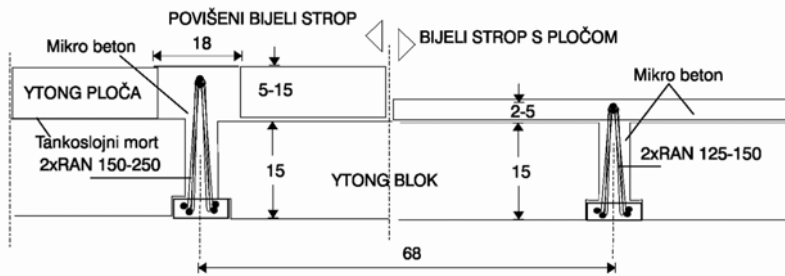 POVIŠENI BIJELI STROP
BIJELI STROP S PLOČOM
Mikro beton
18
Mikro beton
YTONG PLOČA
5-15
2-5
Tankoslojni mort
2xRAN 150-250
15
YTONG BLOK
15
2xRAN 125-150
68